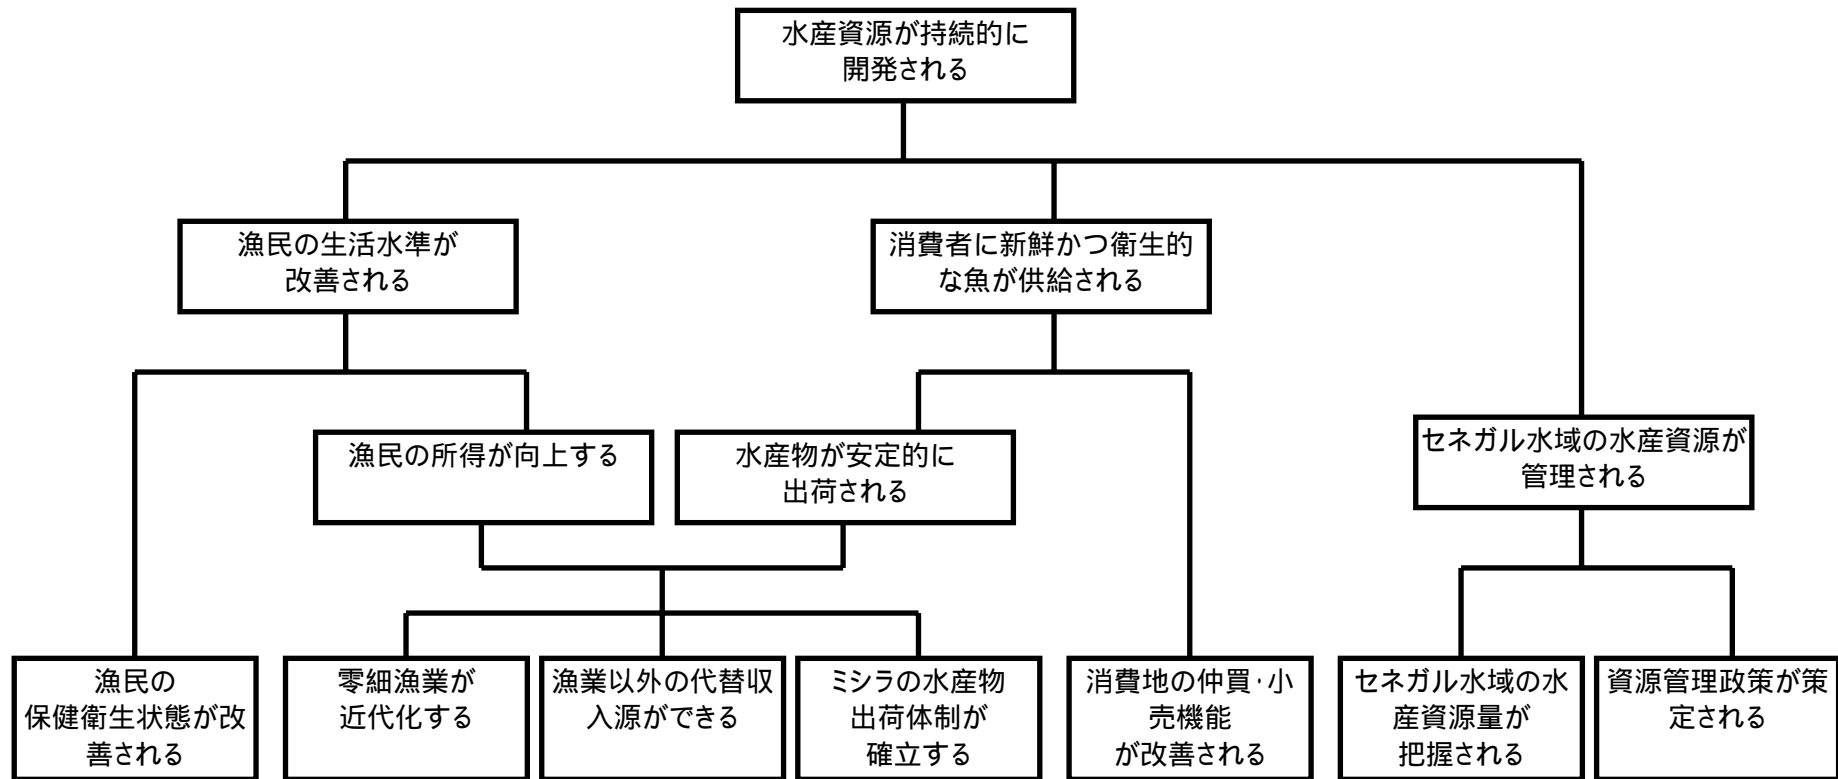 水産資源が持続的に
開発される
漁民の生活水準が
改善される
消費者に新鮮かつ衛生的
な魚が供給される
漁民の所得が向上する
水産物が安定的に
出荷される
セネガル水域の水産資源が
管理される
漁民の
保健衛生状態が改
善される
零細漁業が
近代化する
漁業以外の代替収
入源ができる
ミシラの水産物
出荷体制が
確立する
消費地の仲買･小
売機能
が改善される
セネガル水域の水
産資源量が
把握される
資源管理政策が策
定される